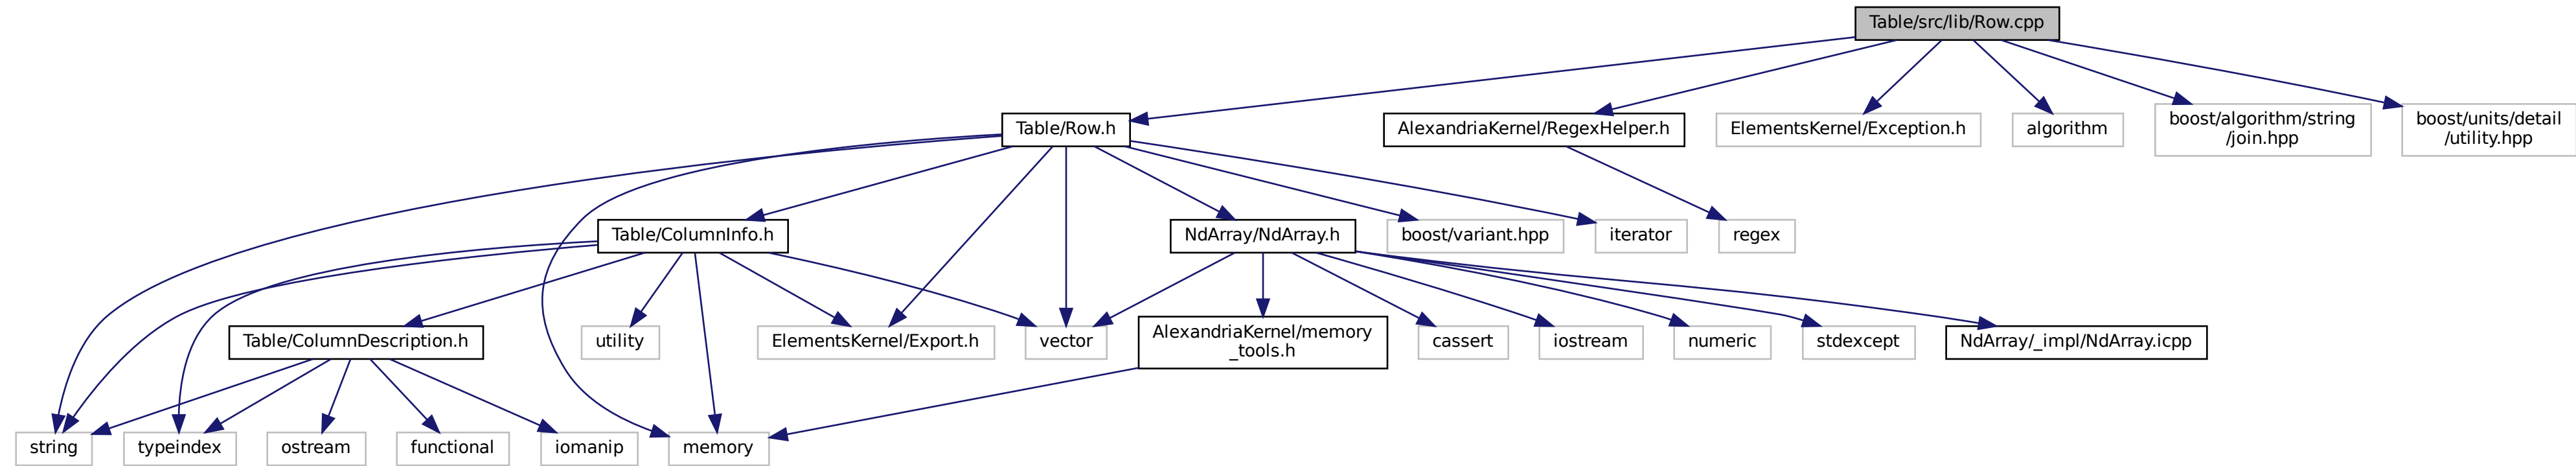 Table/src/lib/Row.cpp
Table/Row.h
AlexandriaKernel/RegexHelper.h
ElementsKernel/Exception.h
algorithm
boost/algorithm/string
/join.hpp
boost/units/detail
/utility.hpp
Table/ColumnInfo.h
NdArray/NdArray.h
boost/variant.hpp
iterator
regex
Table/ColumnDescription.h
utility
ElementsKernel/Export.h
vector
AlexandriaKernel/memory
_tools.h
cassert
iostream
numeric
stdexcept
NdArray/_impl/NdArray.icpp
string
typeindex
ostream
functional
iomanip
memory